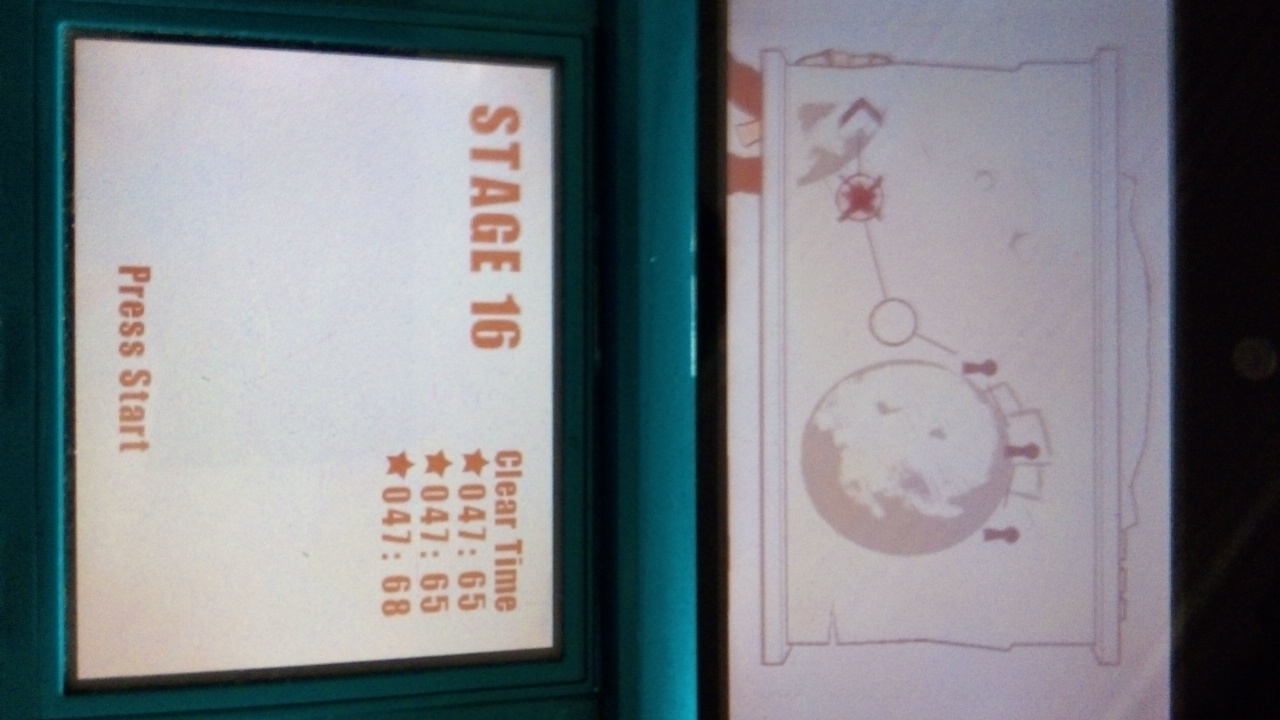 STAGE 16
Clear Time
★047:65
★047:65
★047:68
Press Start